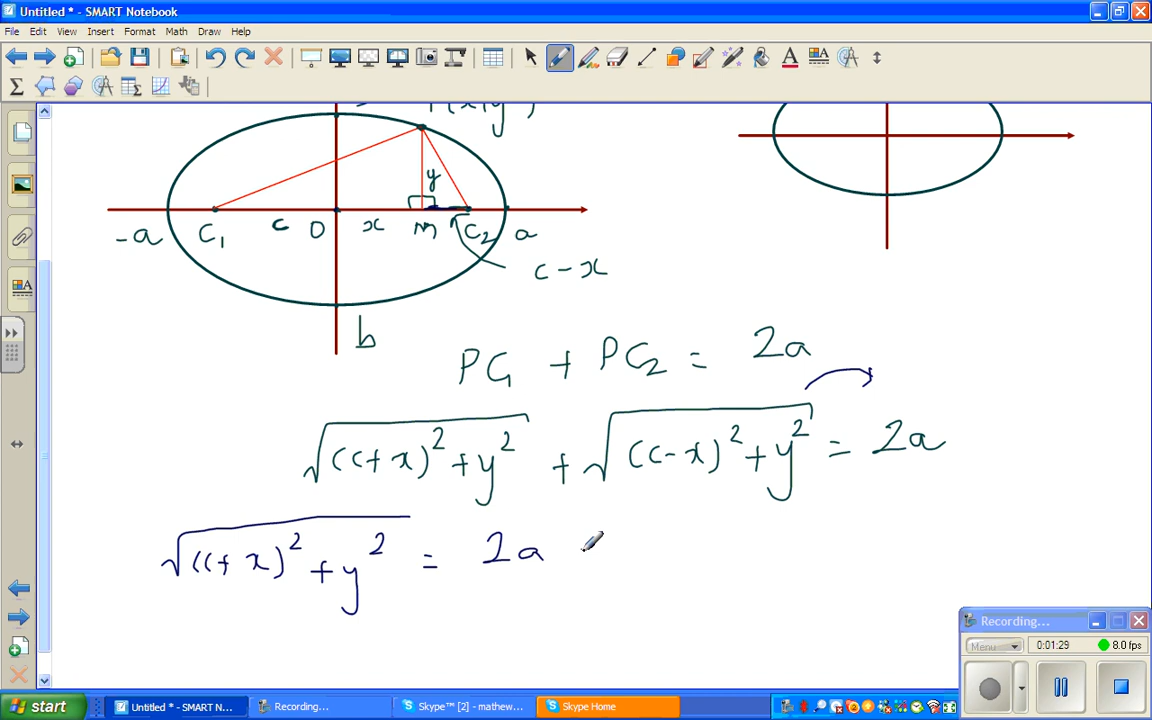 Untitled * - SMART Notebook
File Edit View Insert Format Math Draw Help
y
-a C₁ c O x m C₂ a
c - x
b
PC₁ + PC₂ = 2a
√((c+x)² + y²) + √((c-x)² + y²) = 2a
√((c+x)² + y²) = 2a
Recording...
Menu
0:01:29
8.0 fps
start
Untitled * - SMART N...
Recording...
Skype™ [2] - mathew...
Skype Home